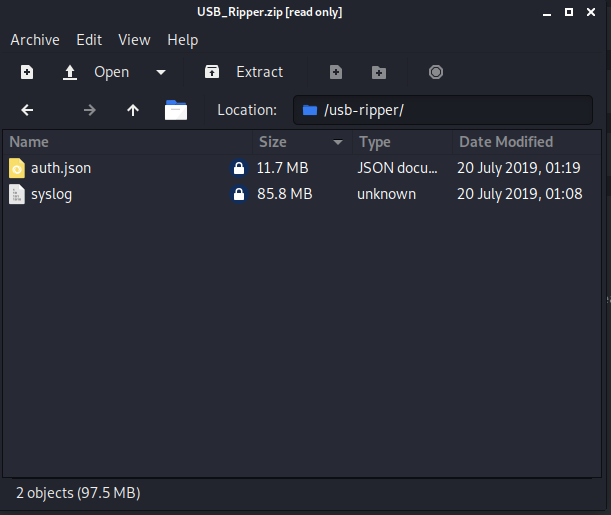 USB_Ripper.zip [read only]
Archive Edit View Help
Open Extract
Location: /usb-ripper/
Name Size Type Date Modified
auth.json 11.7 MB JSON docu... 20 July 2019, 01:19
syslog 85.8 MB unknown 20 July 2019, 01:08
2 objects (97.5 MB)